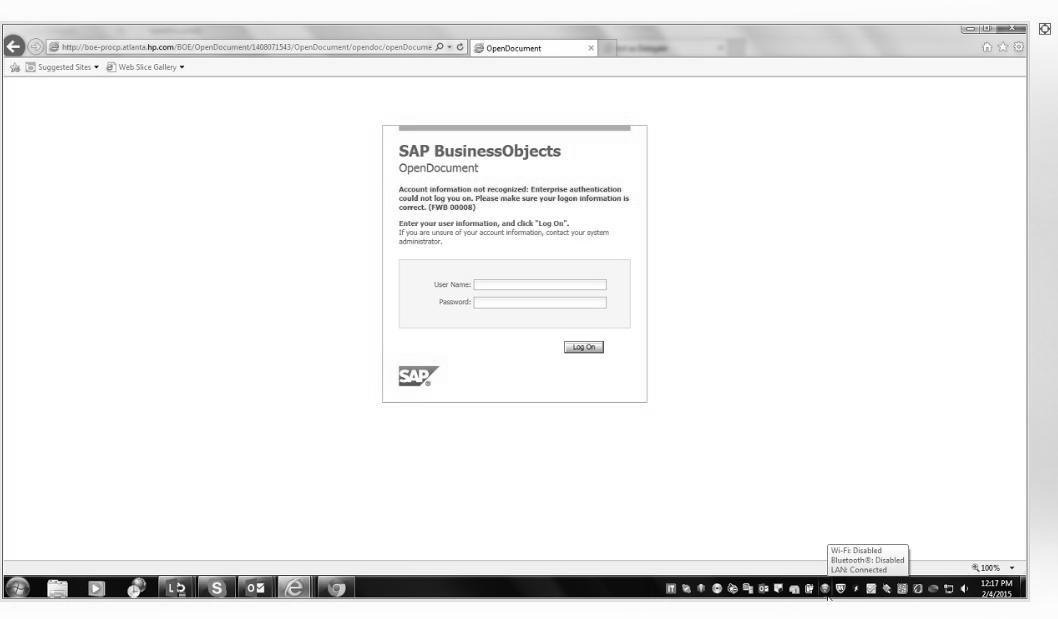 http://boe-procp.atlanta.hp.com/BOE/OpenDocument/1408071543/OpenDocument/opendoc/openDocume
OpenDocument
Suggested Sites
Web Slice Gallery
SAP BusinessObjects
OpenDocument
Account information not recognized: Enterprise authentication
could not log you on. Please make sure your logon information is
correct. (FWB 00008)
Enter your user information, and click "Log On".
If you are unsure of your account information, contact your system
administrator.
User Name:
Password:
Log On
SAP®
Wi-Fi: Disabled
Bluetooth®: Disabled
LAN: Connected
100%
12:17 PM
2/4/2015